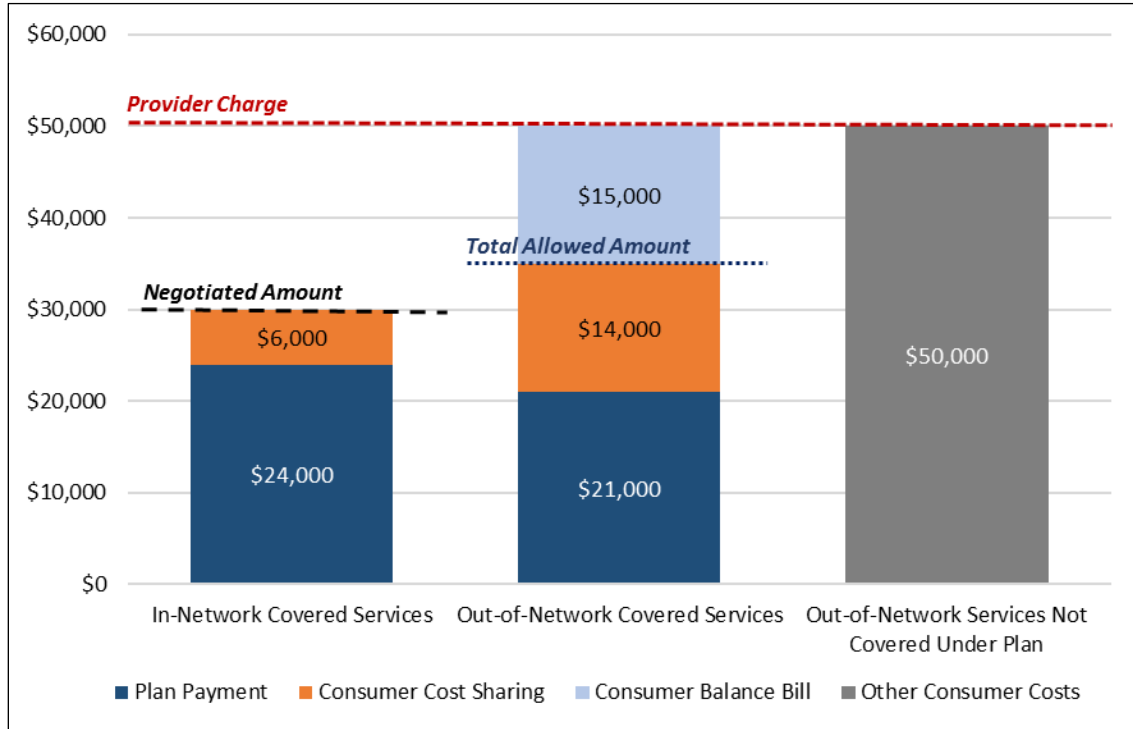 $60,000
Provider Charge
$50,000
$15,000
$40,000
Total Allowed Amount
Negotiated Amount
$30,000
$6,000
$14,000
$50,000
$20,000
$24,000
$21,000
$10,000
$0
In-Network Covered Services
Out-of-Network Covered Services
Out-of-Network Services Not
Covered Under Plan
Plan Payment
Consumer Cost Sharing
Consumer Balance Bill
Other Consumer Costs